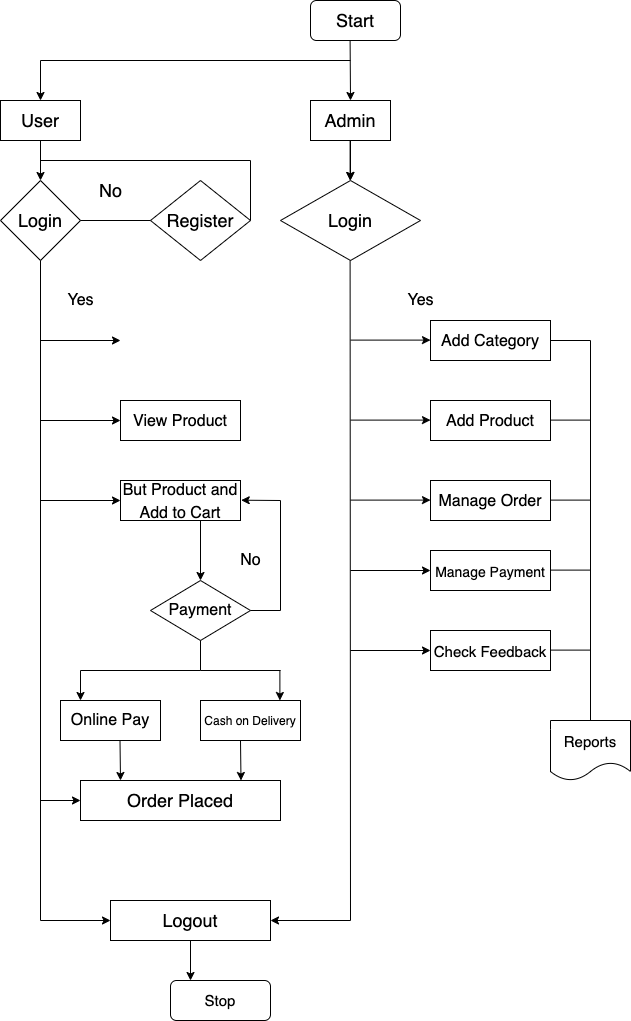 Start
User
Admin
No
Login
Register
Login
Yes
Yes
Add Category
View Product
Add Product
But Product and
Add to Cart
Manage Order
No
Manage Payment
Payment
Check Feedback
Online Pay
Cash on Delivery
Reports
Order Placed
Logout
Stop